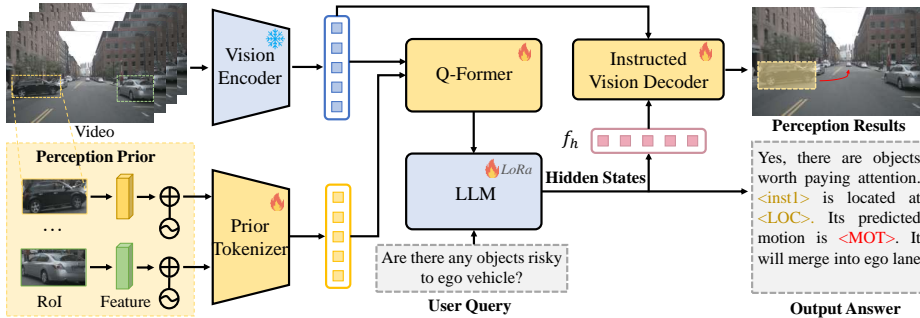 Video
Perception Prior
...
RoI
Feature
Vision
Encoder
Prior
Tokenizer
Q-Former
LoRa
LLM
Hidden States
f_h
Instructed
Vision Decoder
Are there any objects risky
to ego vehicle?
User Query
Perception Results
Yes, there are objects
worth paying attention.
<inst1> is located at
<LOC>. Its predicted
motion is <MOT>. It
will merge into ego lane
Output Answer